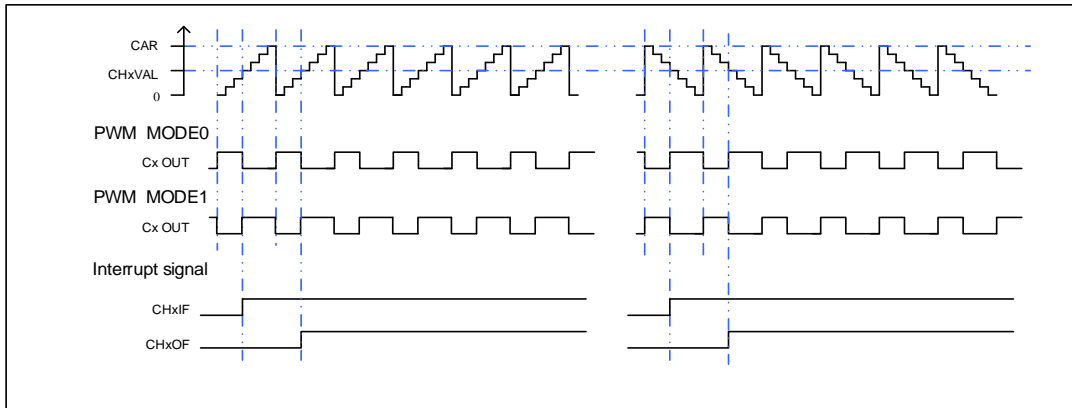 CAR
CHxVAL
0
PWM MODE0
Cx OUT
PWM MODE1
Cx OUT
Interrupt signal
CHxIF
CHxOF